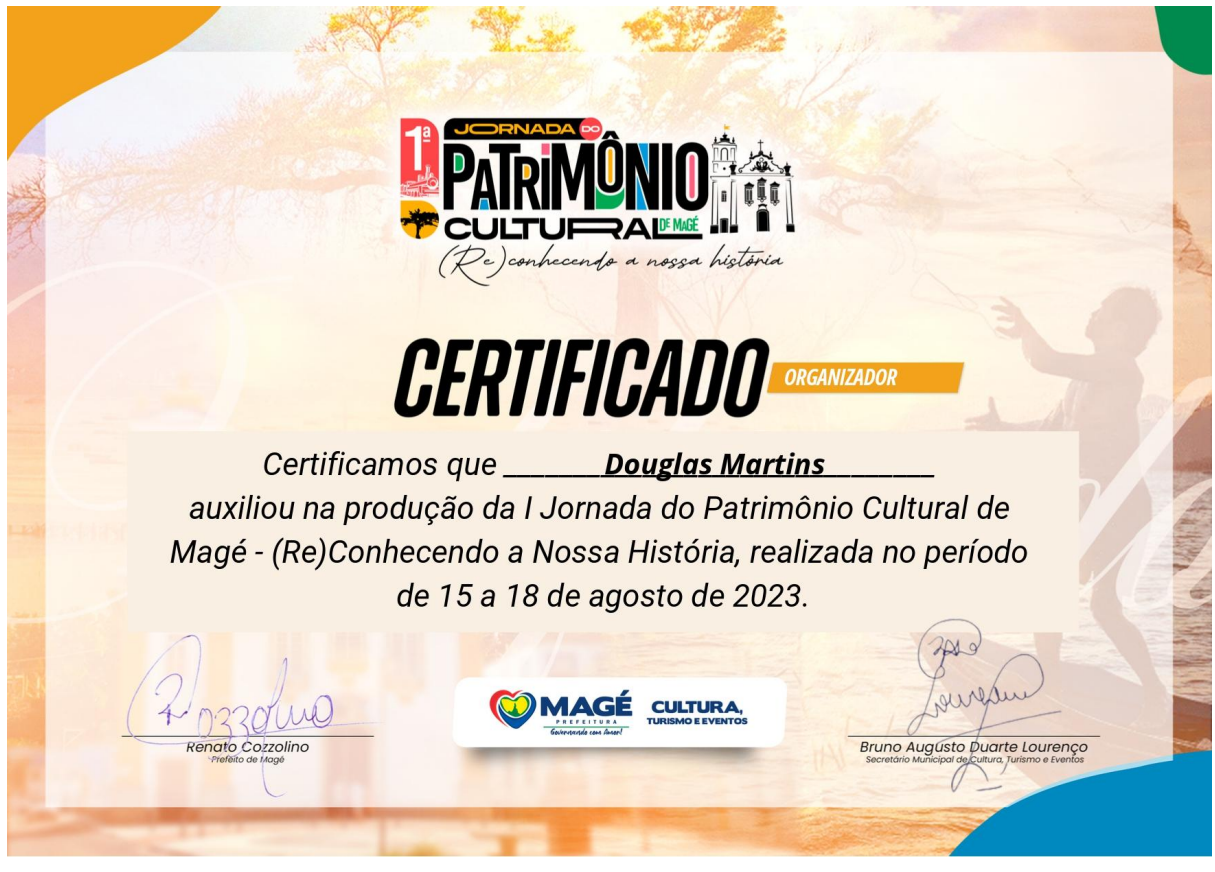 1ª
JORNADA DO
PATRIMÔNIO
CULTURAL DE MAGÉ
(Re)conhecendo a nossa história
CERTIFICADO ORGANIZADOR
Certificamos que Douglas Martins
auxiliou na produção da I Jornada do Patrimônio Cultural de
Magé - (Re)Conhecendo a Nossa História, realizada no período
de 15 a 18 de agosto de 2023.
Renato Cozzolino
Prefeito de Magé
MAGÉ
PREFEITURA
Governando com Amor!
CULTURA,
TURISMO E EVENTOS
Bruno Augusto Duarte Lourenço
Secretário Municipal de Cultura, Turismo e Eventos